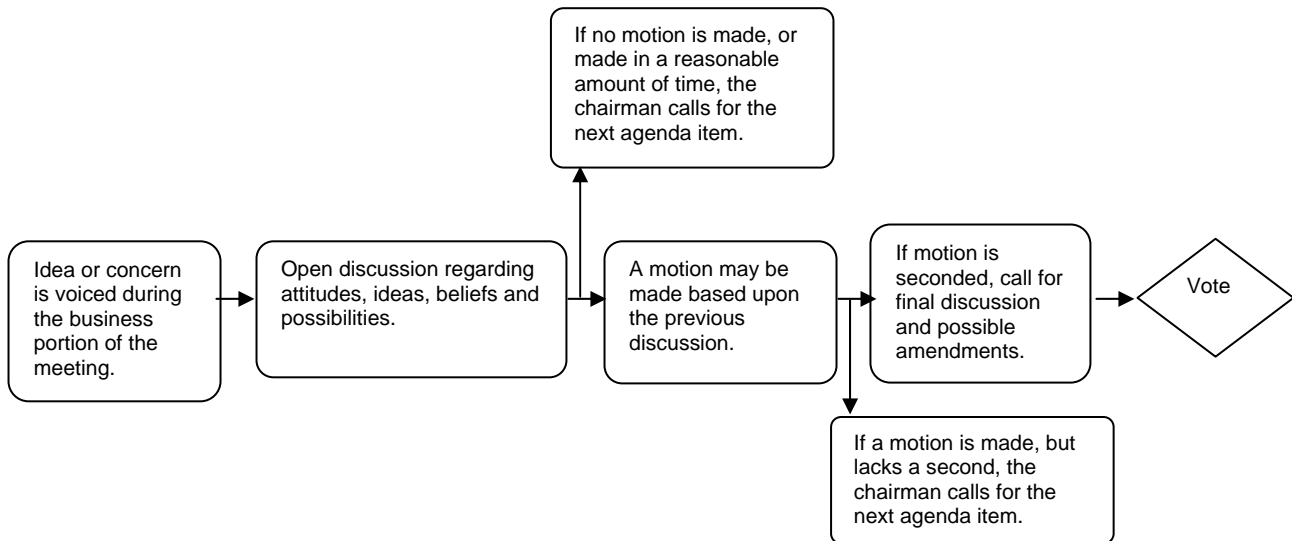 If no motion is made, or
made in a reasonable
amount of time, the
chairman calls for
the next agenda item.
Idea or concern
is voiced during
the business
portion of the
meeting.
Open discussion regarding
attitudes, ideas, beliefs and
possibilities.
A motion may be
made based upon
the previous
discussion.
If motion is
seconded, call for
final discussion
and possible
amendments.
Vote
If a motion is made, but
lacks a second, the
chairman calls for the
next agenda item.